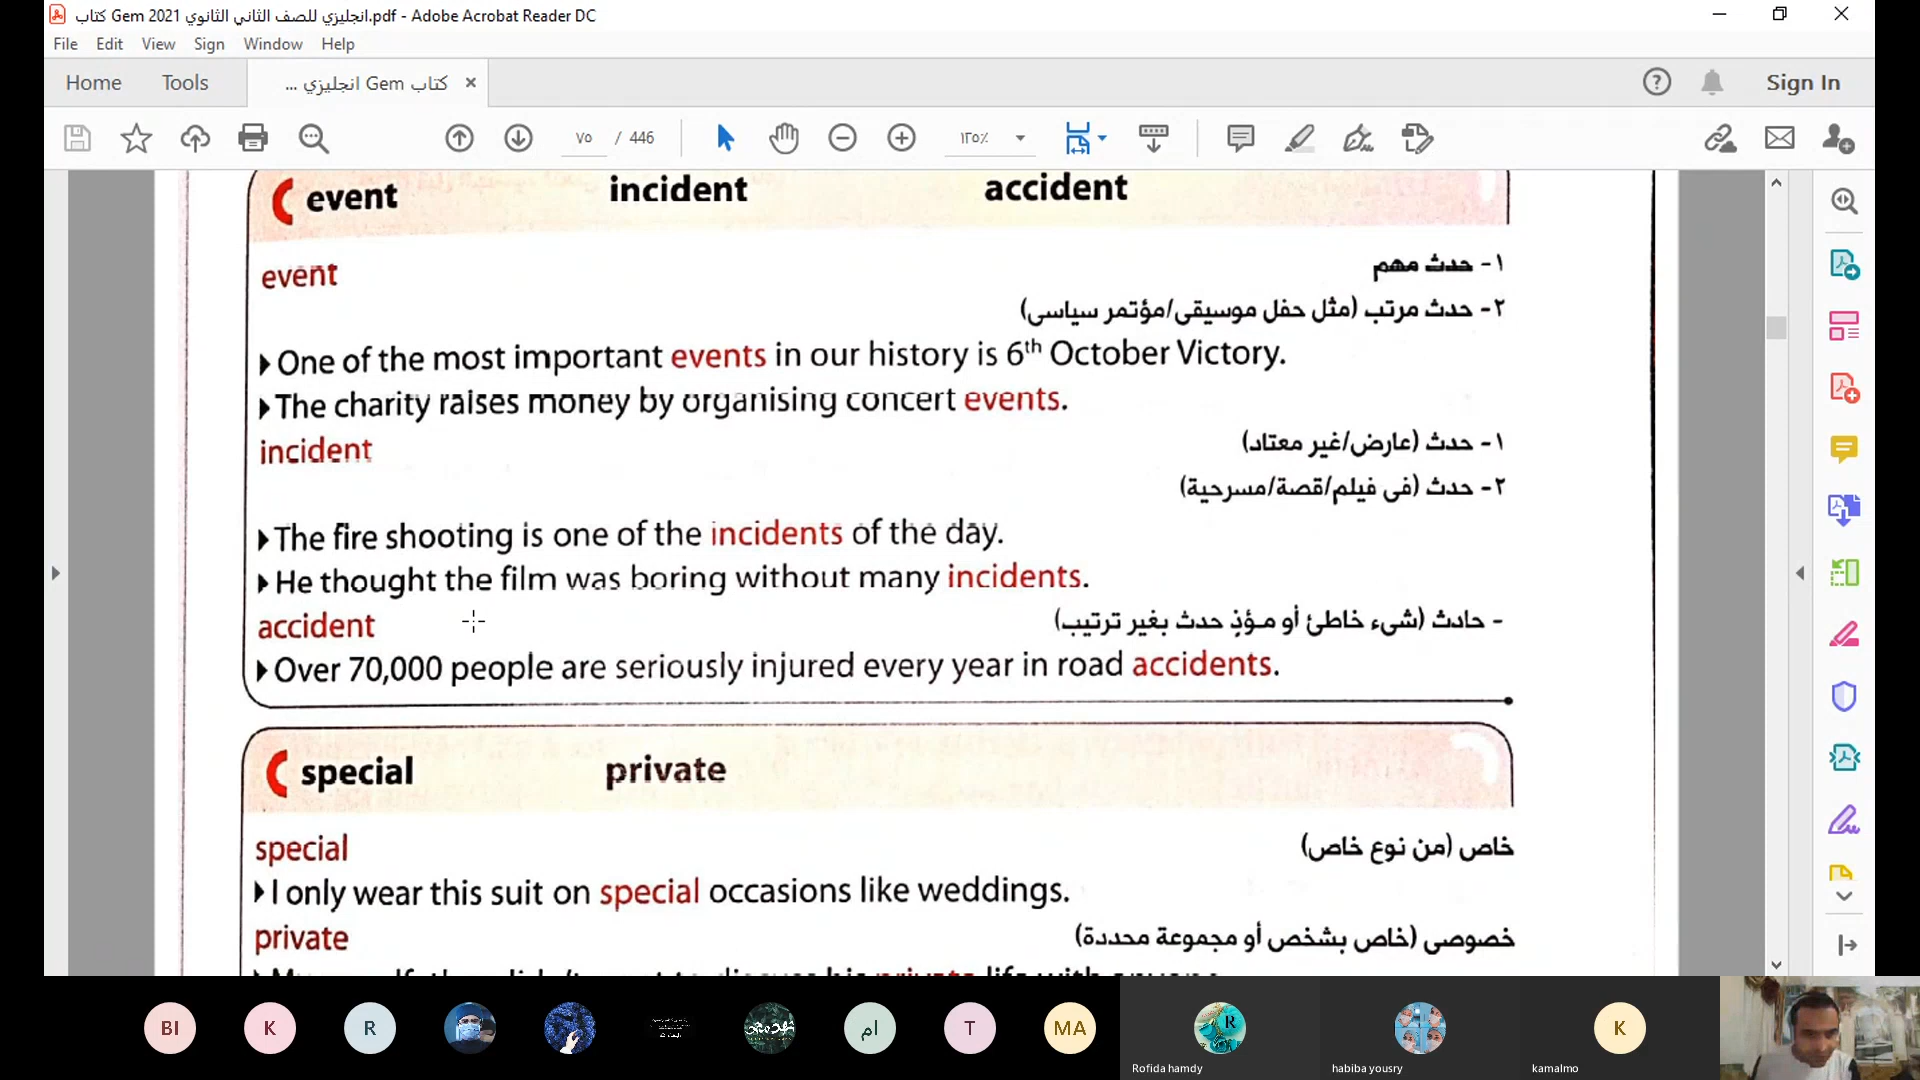 كتاب Gem انجليزي للصف الثاني الثانوي 2021.pdf - Adobe Acrobat Reader DC
File Edit View Sign Window Help
Home Tools كتاب Gem انجليزي ... Sign In
٧٥ / 446 ١٢٥٪
event incident accident
event ١- حدث مهم
٢- حدث مرتب (مثل حفل موسيقى/مؤتمر سياسى)
One of the most important events in our history is 6th October Victory.
The charity raises money by organising concert events.
incident ١- حدث (عارض/غير معتاد)
٢- حدث (فى فيلم/قصة/مسرحية)
The fire shooting is one of the incidents of the day.
He thought the film was boring without many incidents.
accident - حادث (شىء خاطئ أو مؤذٍ حدث بغير ترتيب)
Over 70,000 people are seriously injured every year in road accidents.
special private
special خاص (من نوع خاص)
I only wear this suit on special occasions like weddings.
private خصوصى (خاص بشخص أو مجموعة محددة)
BI K R ام T MA R K
Rofida hamdy habiba yousry kamalmo